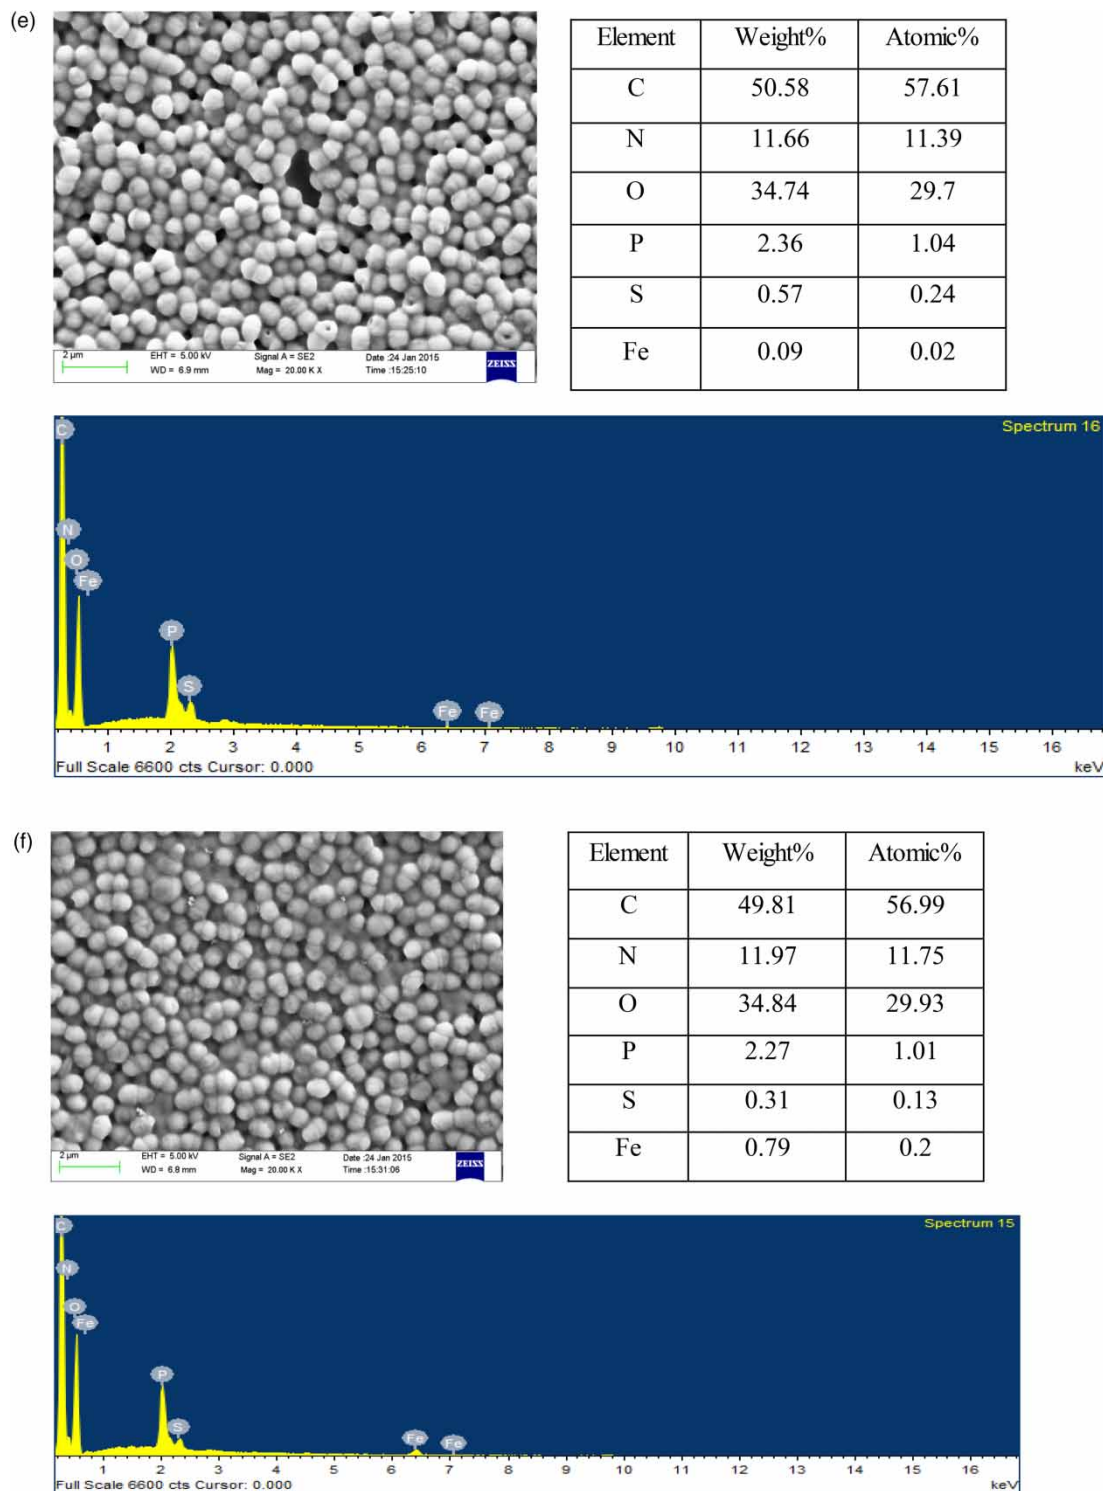 (e)
Element Weight% Atomic%
C 50.58 57.61
N 11.66 11.39
O 34.74 29.7
P 2.36 1.04
S 0.57 0.24
Fe 0.09 0.02
2 µm EHT = 5.00 kV Signal A = SE2 Date :24 Jan 2015 ZEISS
WD = 6.9 mm Mag = 20.00 K X Time :15:25:10
Spectrum 16
C
N
O
Fe
P
S
Fe Fe
1 2 3 4 5 6 7 8 9 10 11 12 13 14 15 16
Full Scale 6600 cts Cursor: 0.000 keV
(f)
Element Weight% Atomic%
C 49.81 56.99
N 11.97 11.75
O 34.84 29.93
P 2.27 1.01
S 0.31 0.13
Fe 0.79 0.2
2 µm EHT = 5.00 kV Signal A = SE2 Date :24 Jan 2015 ZEISS
WD = 6.8 mm Mag = 20.00 K X Time :15:31:06
Spectrum 15
C
N
O
Fe
P
S
Fe Fe
1 2 3 4 5 6 7 8 9 10 11 12 13 14 15 16
Full Scale 6600 cts Cursor: 0.000 keV